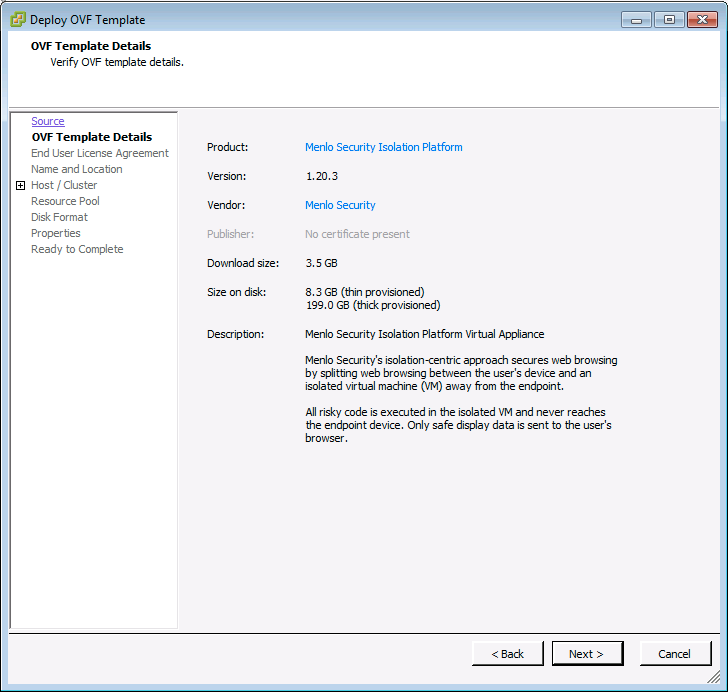 Deploy OVF Template
OVF Template Details
Verify OVF template details.
Source
OVF Template Details
End User License Agreement
Name and Location
Host / Cluster
Resource Pool
Disk Format
Properties
Ready to Complete
Product: Menlo Security Isolation Platform
Version: 1.20.3
Vendor: Menlo Security
Publisher: No certificate present
Download size: 3.5 GB
Size on disk: 8.3 GB (thin provisioned)
199.0 GB (thick provisioned)
Description: Menlo Security Isolation Platform Virtual Appliance
Menlo Security's isolation-centric approach secures web browsing
by splitting web browsing between the user's device and an
isolated virtual machine (VM) away from the endpoint.
All risky code is executed in the isolated VM and never reaches
the endpoint device. Only safe display data is sent to the user's
browser.
< Back Next > Cancel